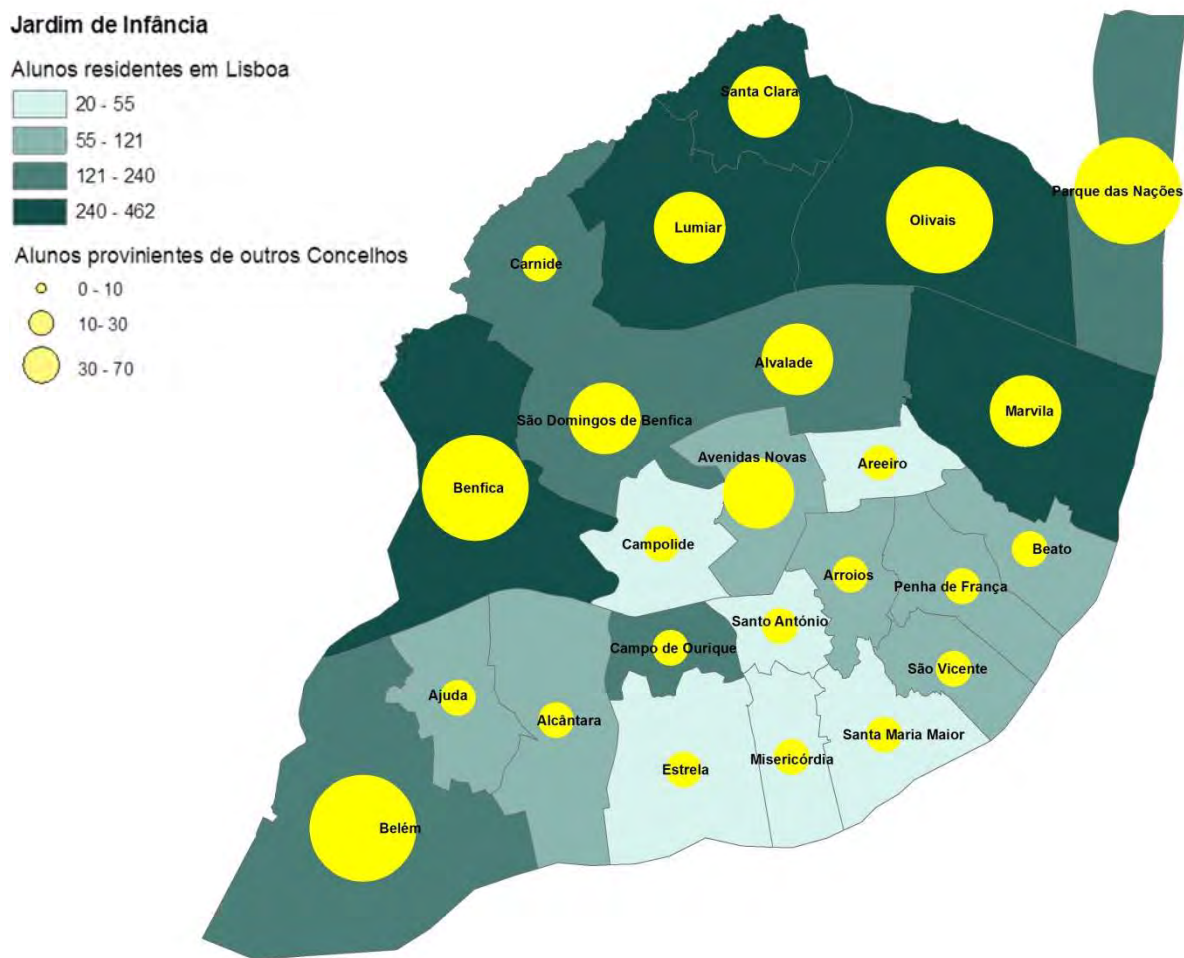 Jardim de Infância
Alunos residentes em Lisboa
20 - 55
55 - 121
121 - 240
240 - 462
Alunos provinientes de outros Concelhos
0 - 10
10- 30
30 - 70
Santa Clara
Parque das Nações
Olivais
Lumiar
Carnide
Alvalade
Marvila
São Domingos de Benfica
Avenidas Novas
Areeiro
Benfica
Campolide
Beato
Arroios
Penha de França
Santo António
Campo de Ourique
São Vicente
Ajuda
Alcântara
Santa Maria Maior
Misericórdia
Estrela
Belém